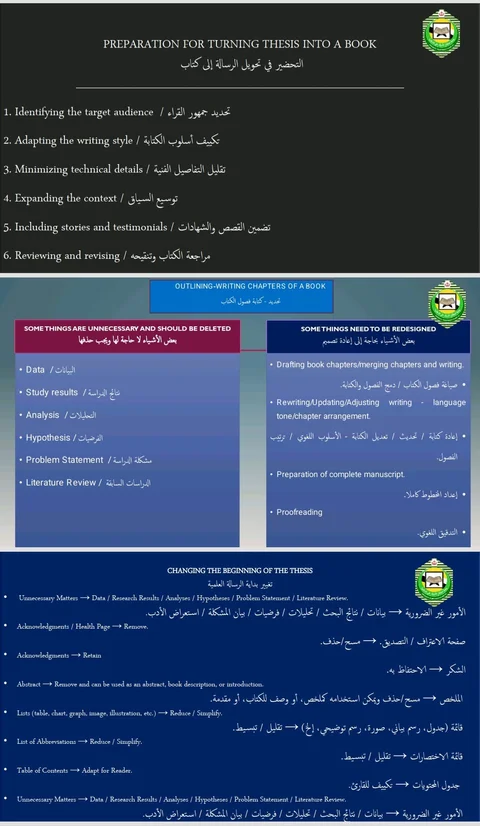 PREPARATION FOR TURNING THESIS INTO A BOOK
التحضير في تحويل الرسالة إلى كتاب
1. Identifying the target audience / تحديد جمهور القراء
2. Adapting the writing style / تكييف أسلوب الكتابة
3. Minimizing technical details / تقليل التفاصيل الفنية
4. Expanding the context / توسيع السياق
5. Including stories and testimonials / تضمين القصص والشهادات
6. Reviewing and revising / مراجعة الكتاب وتنقيحه
OUTLINING-WRITING CHAPTERS OF A BOOK
تحديد - كتابة فصول الكتاب
SOME THINGS ARE UNNECESSARY AND SHOULD BE DELETED
بعض الأشياء لا حاجة لها ويجب حذفها
• Data / البيانات
• Study results / نتائج الدراسة
• Analysis / التحليلات
• Hypothesis / الفرضيات
• Problem Statement / مشكلة الدراسة
• Literature Review / الدراسات السابقة
SOME THINGS NEED TO BE REDESIGNED
بعض الأشياء بحاجة إلى إعادة تصميم
• Drafting book chapters/merging chapters and writing.
• صياغة فصول الكتاب / دمج الفصول والكتابة.
• Rewriting/Updating/Adjusting writing - language
tone/chapter arrangement.
• إعادة كتابة / تحديث / تعديل الكتابة - الأسلوب اللغوي / ترتيب
الفصول.
• Preparation of complete manuscript.
• إعداد المخطوط كاملا.
• Proofreading
• التدقيق اللغوي.
CHANGING THE BEGINNING OF THE THESIS
تغيير بداية الرسالة العلمية
• Unnecessary Matters → Data / Research Results / Analyses / Hypotheses / Problem Statement / Literature Review.
الأمور غير الضرورية → بيانات / نتائج البحث / تحليلات / فرضيات / بيان المشكلة / استعراض الأدب.
• Acknowledgments / Health Page → Remove.
صفحة الاعتراف / التصديق. → مسح/حذف.
• Acknowledgments → Retain
الشكر → الاحتفاظ به.
• Abstract → Remove and can be used as an abstract, book description, or introduction.
الملخص → مسح/حذف ويمكن استخدامه كملخص، أو وصف للكتاب، أو مقدمة.
• Lists (table, chart, graph, image, illustration, etc.) → Reduce / Simplify.
قائمة (جدول، رسم بياني، صورة، رسم توضيحي، إلخ) → تقليل / تبسيط.
• List of Abbreviations → Reduce / Simplify.
قائمة الاختصارات → تقليل / تبسيط.
• Table of Contents → Adapt for Reader.
جدول المحتويات → تكييف للقارئ.
• Unnecessary Matters → Data / Research Results / Analyses / Hypotheses / Problem Statement / Literature Review.
الأمور غير الضرورية → بيانات / نتائج البحث / تحليلات / فرضيات / بيان المشكلة / استعراض الأدب.